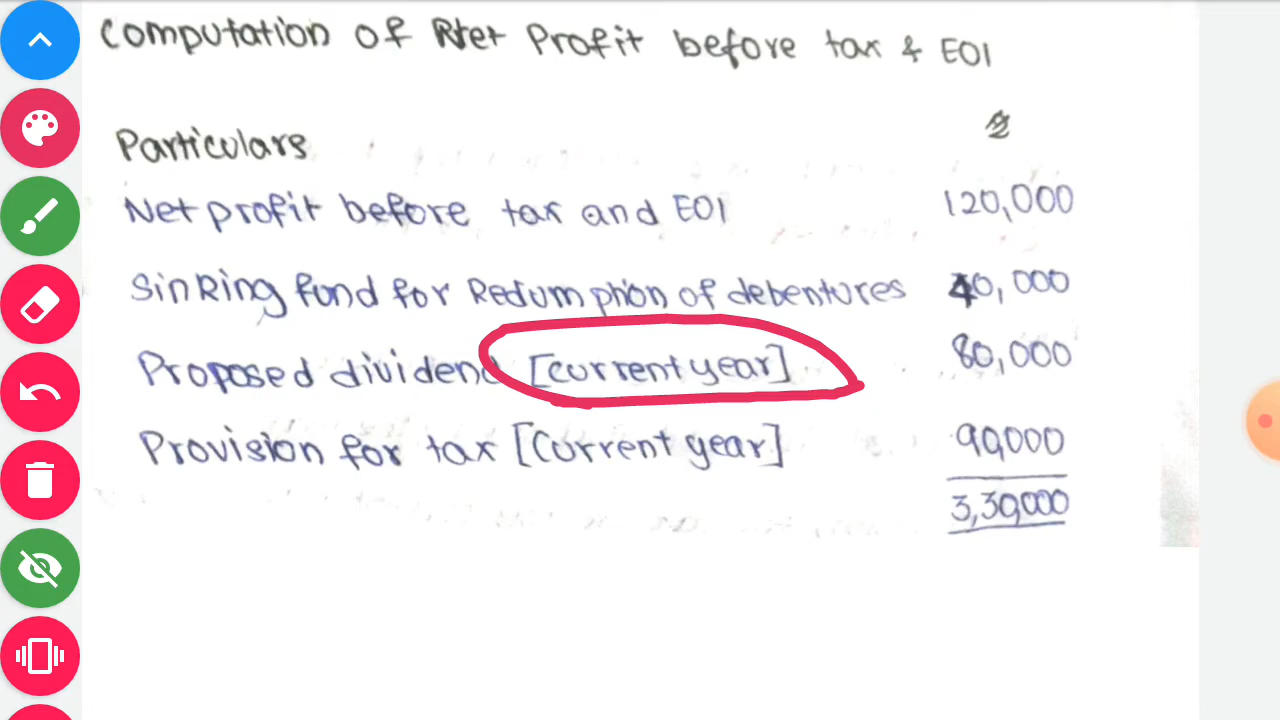 Computation of Net Profit before tax & EOI
Particulars ₹
Net profit before tax and EOI 120,000
Sinking fund for Redumption of debentures 40,000
Proposed dividend [current year] 80,000
Provision for tax [Current year] 90,000
3,30,000